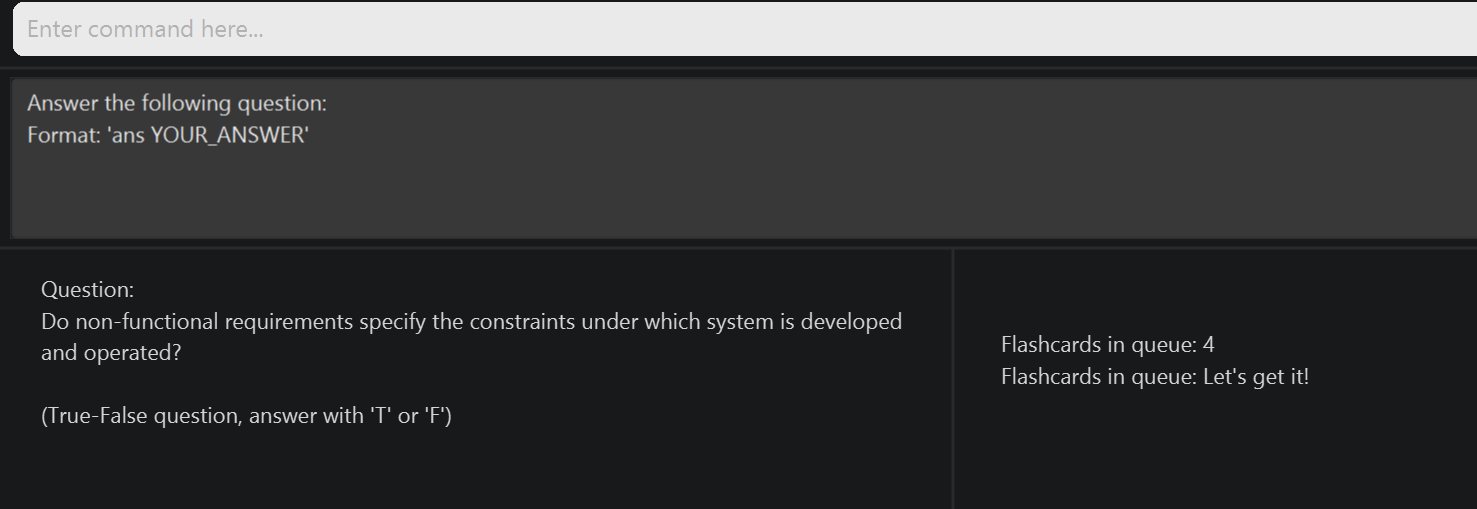 Enter command here...
Answer the following question:
Format: 'ans YOUR_ANSWER'
Question:
Do non-functional requirements specify the constraints under which system is developed
and operated?
(True-False question, answer with 'T' or 'F')
Flashcards in queue: 4
Flashcards in queue: Let's get it!